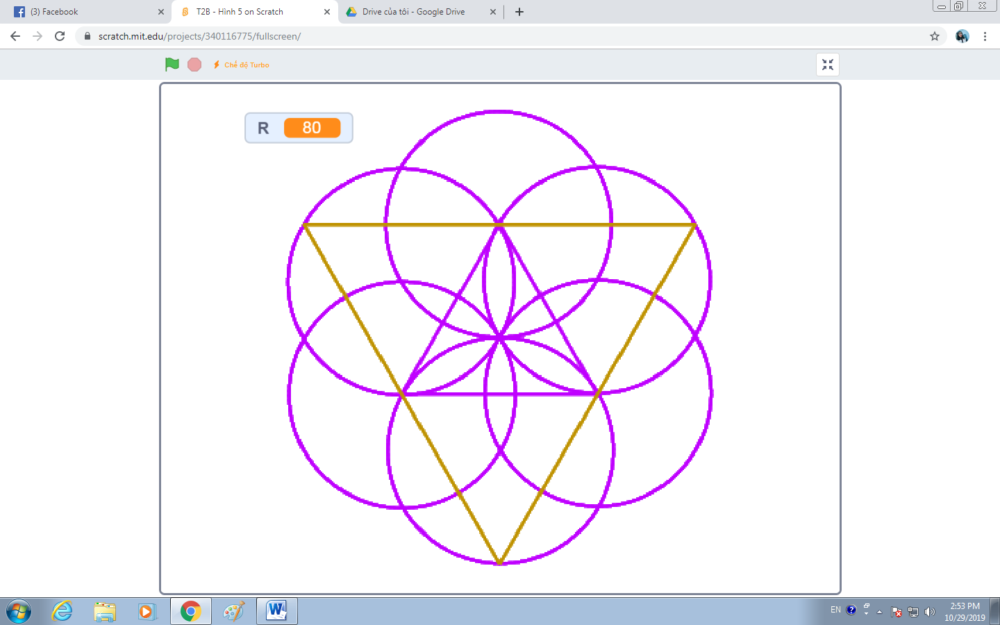 (3) Facebook
T2B - Hình 5 on Scratch
Drive của tôi - Google Drive
scratch.mit.edu/projects/340116775/fullscreen/
Chế độ Turbo
R 80
EN
2:53 PM
10/29/2019